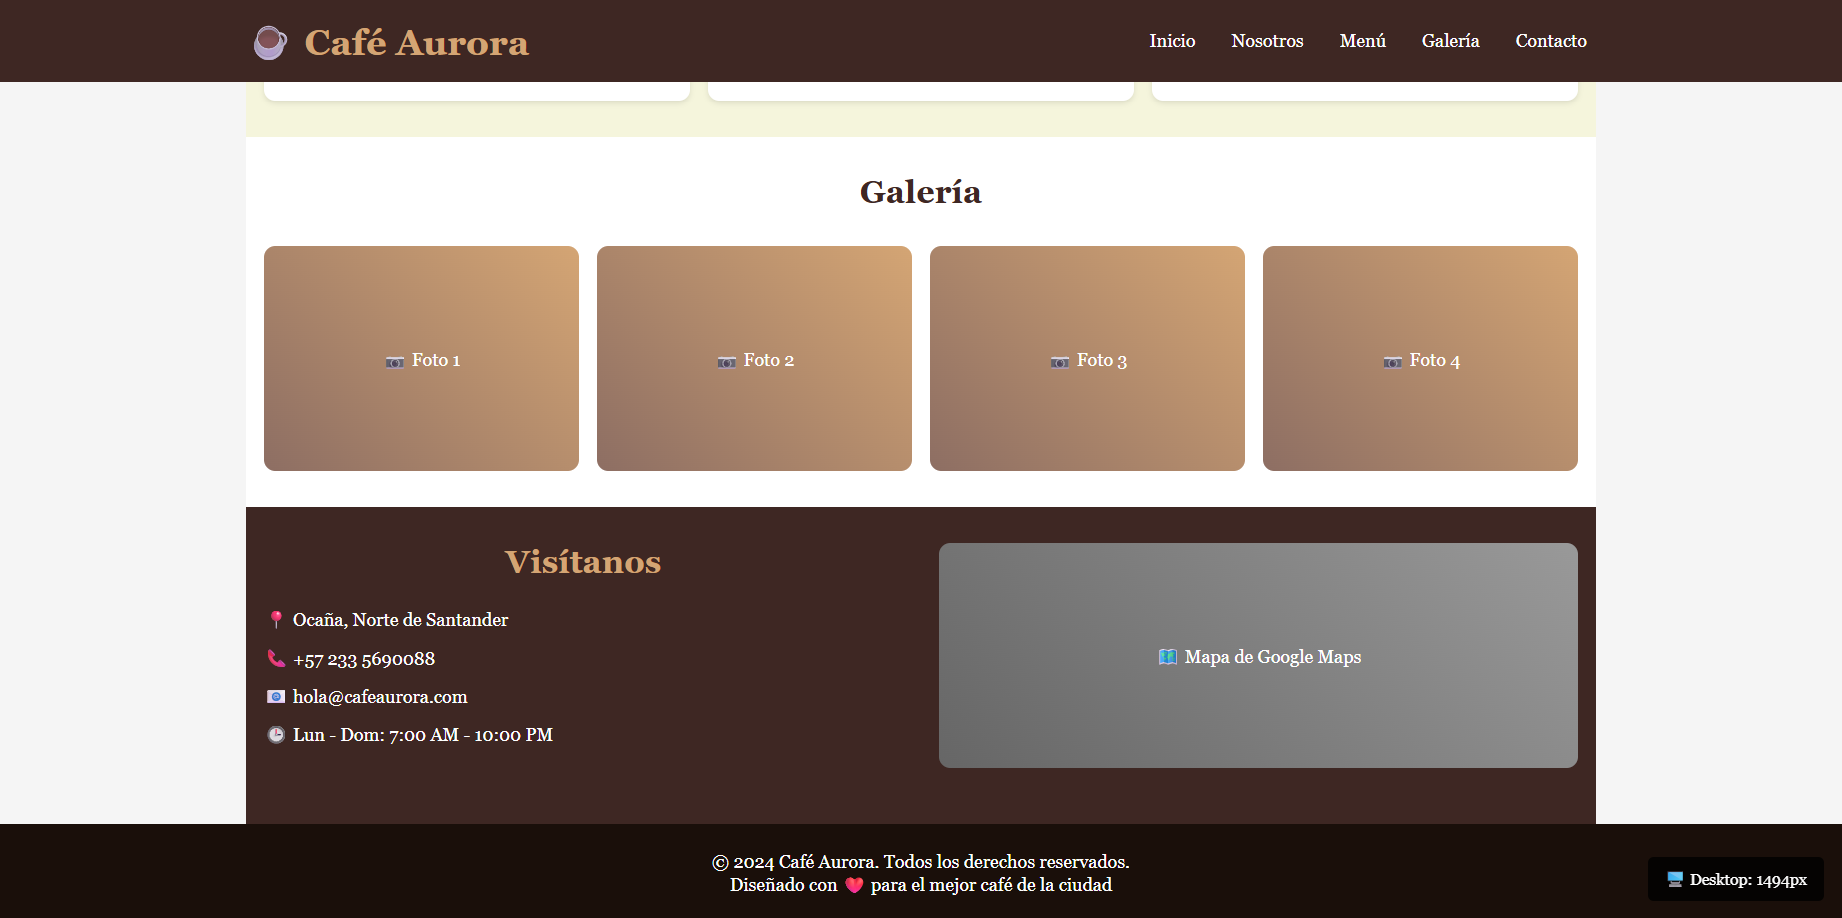 Café Aurora
Inicio Nosotros Menú Galería Contacto
Galería
Foto 1
Foto 2
Foto 3
Foto 4
Visítanos
Ocaña, Norte de Santander
+57 233 5690088
hola@cafeaurora.com
Lun - Dom: 7:00 AM - 10:00 PM
Mapa de Google Maps
© 2024 Café Aurora. Todos los derechos reservados.
Diseñado con ❤️ para el mejor café de la ciudad
Desktop: 1494px